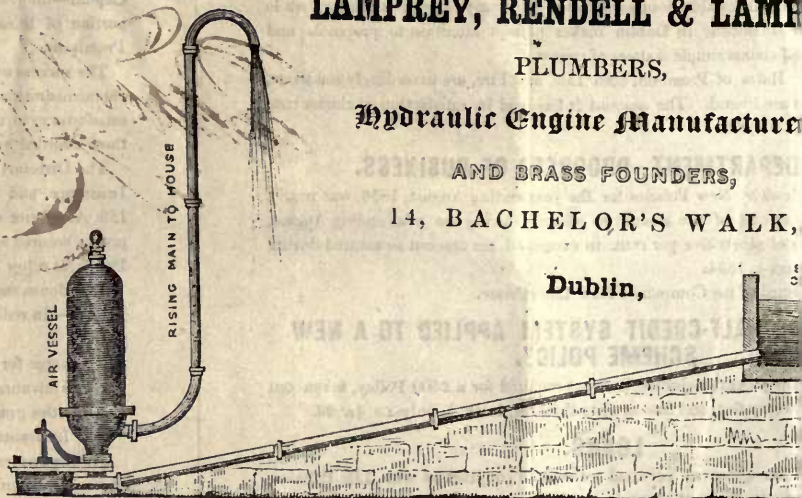 LAMPREY, RENDELL & LAMP
PLUMBERS,
Hydraulic Engine Manufacture
AND BRASS FOUNDERS,
14, BACHELOR'S WALK,
Dublin,
RISING MAIN TO HOUSE
AIR VESSEL